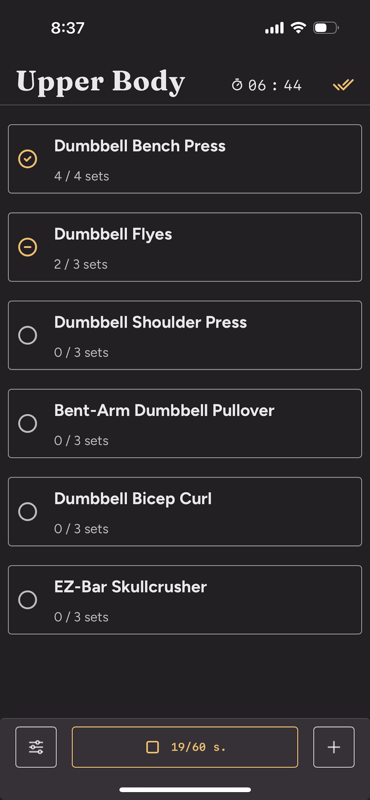 8:37
Upper Body
06 : 44
Dumbbell Bench Press
4 / 4 sets
Dumbbell Flyes
2 / 3 sets
Dumbbell Shoulder Press
0 / 3 sets
Bent-Arm Dumbbell Pullover
0 / 3 sets
Dumbbell Bicep Curl
0 / 3 sets
EZ-Bar Skullcrusher
0 / 3 sets
19/60 s.